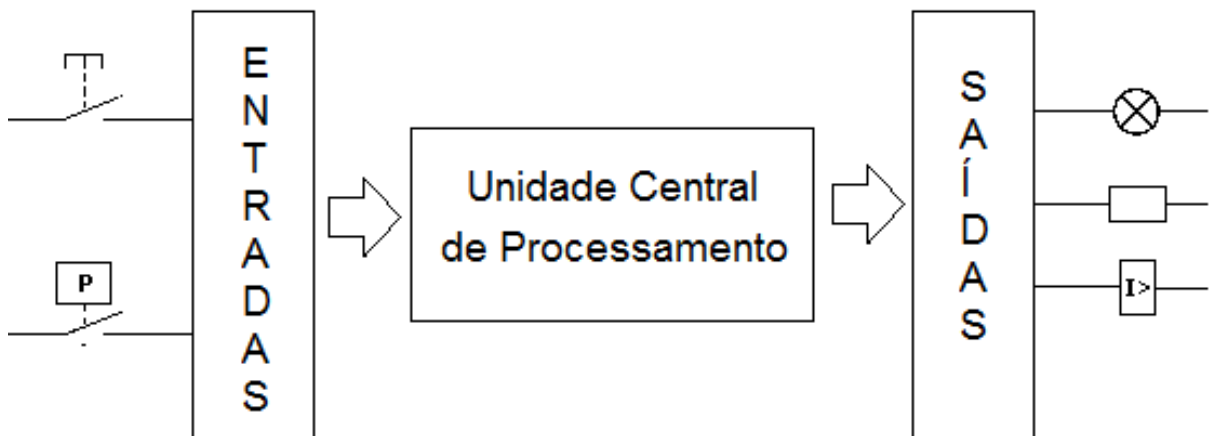 ENTRADAS
P
Unidade Central
de Processamento
SAÍDAS
I>